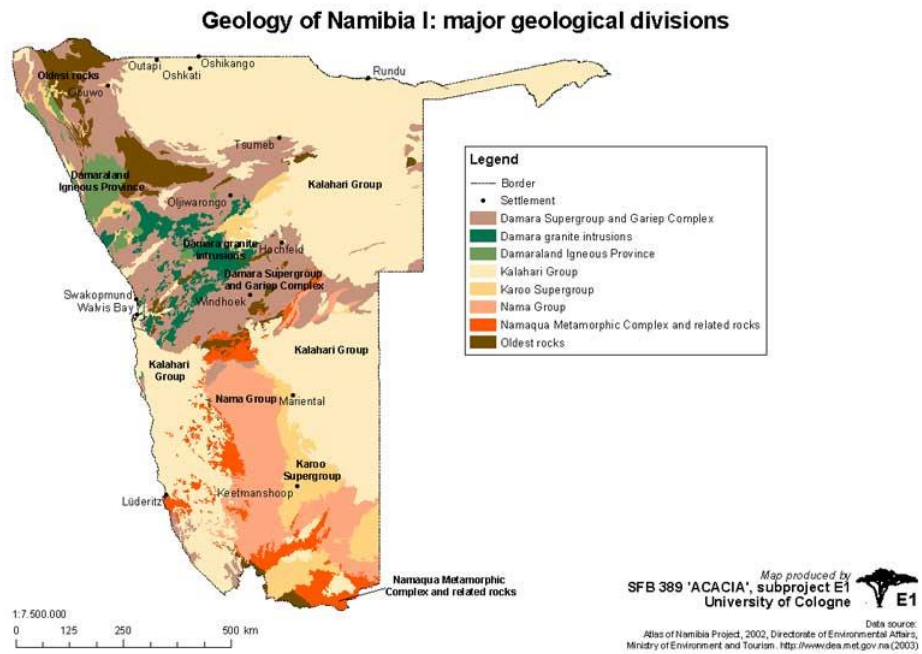 Geology of Namibia I: major geological divisions
Oshikango
Outapi
Oshkati
Rundu
Oldest rocks
Opuwo
Tsumeb
Damaraland
Igneous Province
Kalahari Group
Otjiwarongo
Damara granite
intrusions
Hochfeld
Damara Supergroup
and Gariep Complex
Swakopmund
Windhoek
Walvis Bay
Kalahari
Group
Kalahari Group
Nama Group
Mariental
Karoo
Supergroup
Keetmanshoop
Lüderitz
Namaqua Metamorphic
Complex and related rocks
Legend
Border
Settlement
Damara Supergroup and Gariep Complex
Damara granite intrusions
Damaraland Igneous Province
Kalahari Group
Karoo Supergroup
Nama Group
Namaqua Metamorphic Complex and related rocks
Oldest rocks
1:7.500.000
0 125 250 500 km
Map produced by
SFB 389 'ACACIA', subproject E1
University of Cologne
E1
Data source:
Atlas of Namibia Project, 2002, Directorate of Environmental Affairs,
Ministry of Environment and Tourism. http://www.dea.met.gov.na (2003)